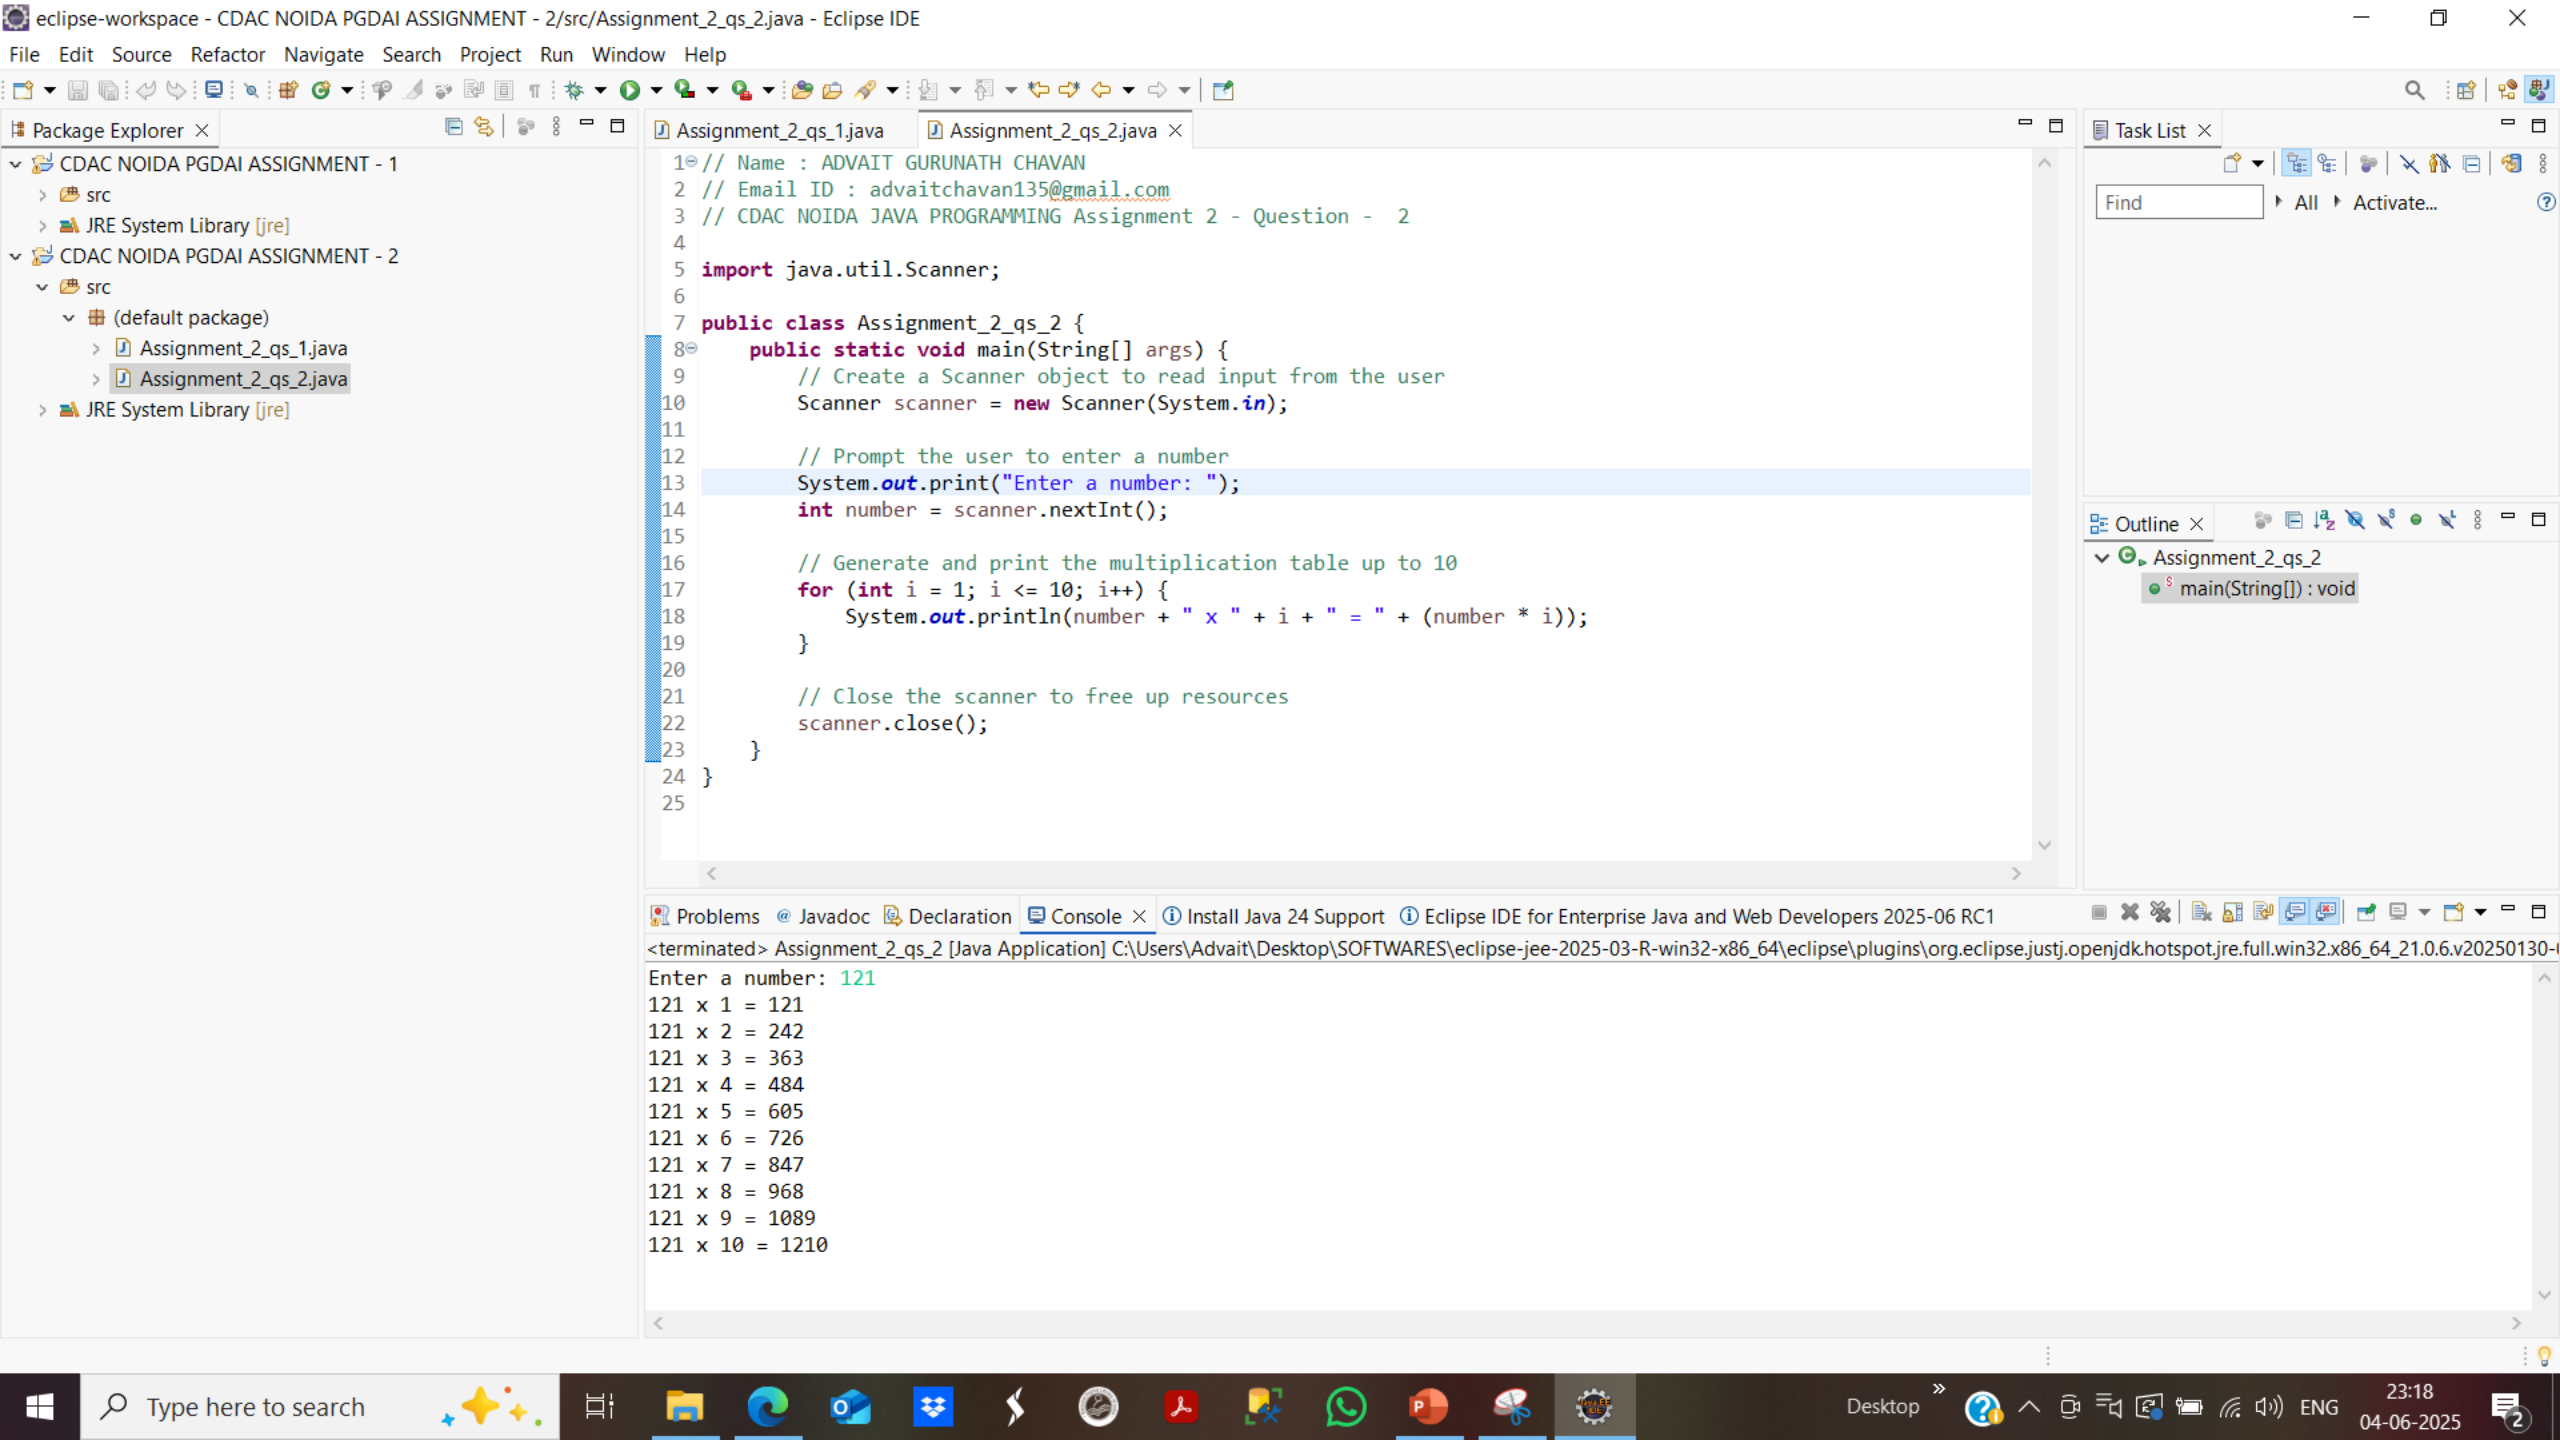 eclipse-workspace - CDAC NOIDA PGDAI ASSIGNMENT - 2/src/Assignment_2_qs_2.java - Eclipse IDE
File Edit Source Refactor Navigate Search Project Run Window Help
Package Explorer
CDAC NOIDA PGDAI ASSIGNMENT - 1
src
JRE System Library [jre]
CDAC NOIDA PGDAI ASSIGNMENT - 2
src
(default package)
Assignment_2_qs_1.java
Assignment_2_qs_2.java
JRE System Library [jre]
Assignment_2_qs_1.java Assignment_2_qs_2.java
1 // Name : ADVAIT GURUNATH CHAVAN
2 // Email ID : advaitchavan135@gmail.com
3 // CDAC NOIDA JAVA PROGRAMMING Assignment 2 - Question -  2
4
5 import java.util.Scanner;
6
7 public class Assignment_2_qs_2 {
8     public static void main(String[] args) {
9         // Create a Scanner object to read input from the user
10         Scanner scanner = new Scanner(System.in);
11
12         // Prompt the user to enter a number
13         System.out.print("Enter a number: ");
14         int number = scanner.nextInt();
15
16         // Generate and print the multiplication table up to 10
17         for (int i = 1; i <= 10; i++) {
18             System.out.println(number + " x " + i + " = " + (number * i));
19         }
20
21         // Close the scanner to free up resources
22         scanner.close();
23     }
24 }
25
Task List
Find All Activate...
Outline
Assignment_2_qs_2
main(String[]) : void
Problems Javadoc Declaration Console Install Java 24 Support Eclipse IDE for Enterprise Java and Web Developers 2025-06 RC1
<terminated> Assignment_2_qs_2 [Java Application] C:\Users\Advait\Desktop\SOFTWARES\eclipse-jee-2025-03-R-win32-x86_64\eclipse\plugins\org.eclipse.justj.openjdk.hotspot.jre.full.win32.x86_64_21.0.6.v20250130-
Enter a number: 121
121 x 1 = 121
121 x 2 = 242
121 x 3 = 363
121 x 4 = 484
121 x 5 = 605
121 x 6 = 726
121 x 7 = 847
121 x 8 = 968
121 x 9 = 1089
121 x 10 = 1210
Type here to search
Desktop
ENG
23:18
04-06-2025
2